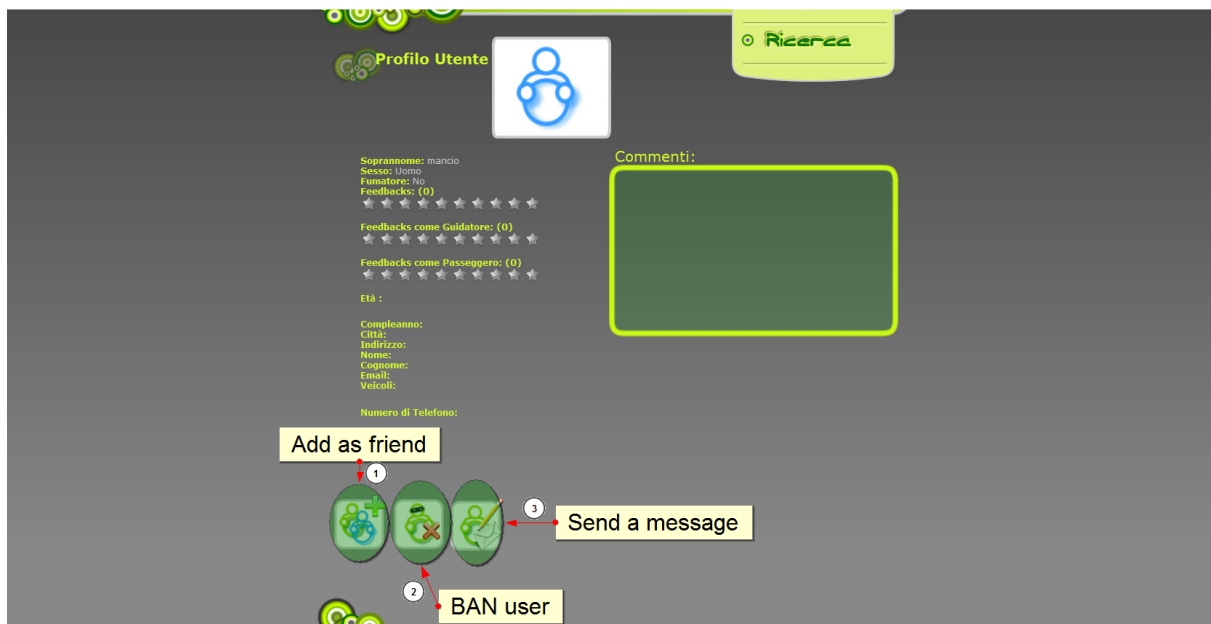 Ricerca
Profilo Utente
Soprannome: mancio
Sesso: Uomo
Fumatore: No
Feedbacks: (0)
Feedbacks come Guidatore: (0)
Feedbacks come Passeggero: (0)
Età :
Compleanno:
Città:
Indirizzo:
Nome:
Cognome:
Email:
Veicoli:
Numero di Telefono:
Commenti:
Add as friend
1
3
Send a message
2
BAN user